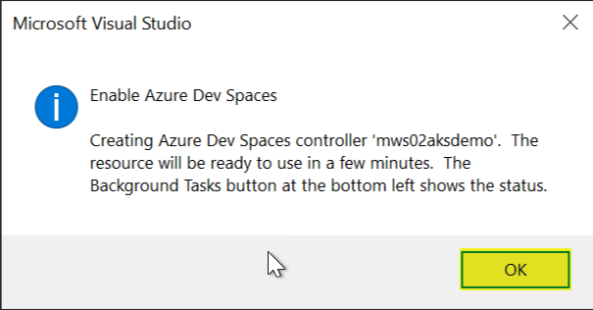 Microsoft Visual Studio
Enable Azure Dev Spaces
Creating Azure Dev Spaces controller 'mws02aksdemo'.  The
resource will be ready to use in a few minutes.  The
Background Tasks button at the bottom left shows the status.
OK